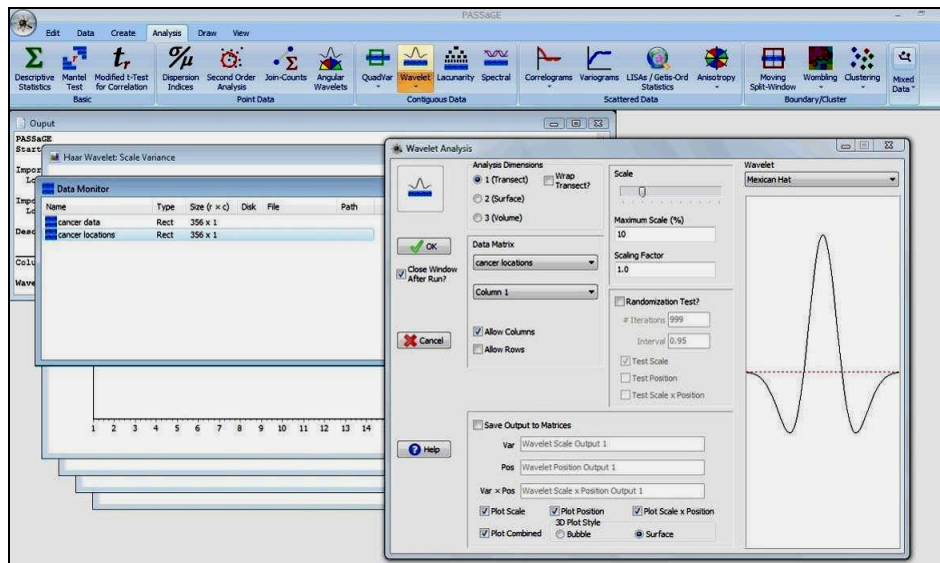 PASSaGE
Edit Data Create Analysis Draw View
Descriptive Statistics
Mantel Test
Modified t-Test for Correlation
Dispersion Indices
Second Order Analysis
Join-Counts
Angular Wavelets
QuadVar
Wavelet
Lacunarity
Spectral
Correlograms
Variograms
LISAs / Getis-Ord Statistics
Anisotropy
Moving Split-Window
Wombling
Clustering
Mixed Data
Basic
Point Data
Contiguous Data
Scattered Data
Boundary/Cluster
Ouput
PASSaGE
Start
Impor
Lo
Impo
Lo
Desc
Colu
Wave
Haar Wavelet: Scale Variance
Data Monitor
Name Type Size (r × c) Disk File Path
cancer data Rect 356 x 1
cancer locations Rect 356 x 1
1 2 3 4 5 6 7 8 9 10 11 12 13 14
Wavelet Analysis
OK
Close Window After Run?
Cancel
Help
Analysis Dimensions
1 (Transect)
Wrap Transect?
2 (Surface)
3 (Volume)
Data Matrix
cancer locations
Column 1
Allow Columns
Allow Rows
Scale
Maximum Scale (%)
10
Scaling Factor
1.0
Randomization Test?
# Iterations 999
Interval 0.95
Test Scale
Test Position
Test Scale x Position
Save Output to Matrices
Var Wavelet Scale Output 1
Pos Wavelet Position Output 1
Var × Pos Wavelet Scale x Position Output 1
Plot Scale
Plot Position
Plot Scale x Position
Plot Combined
3D Plot Style
Bubble
Surface
Wavelet
Mexican Hat